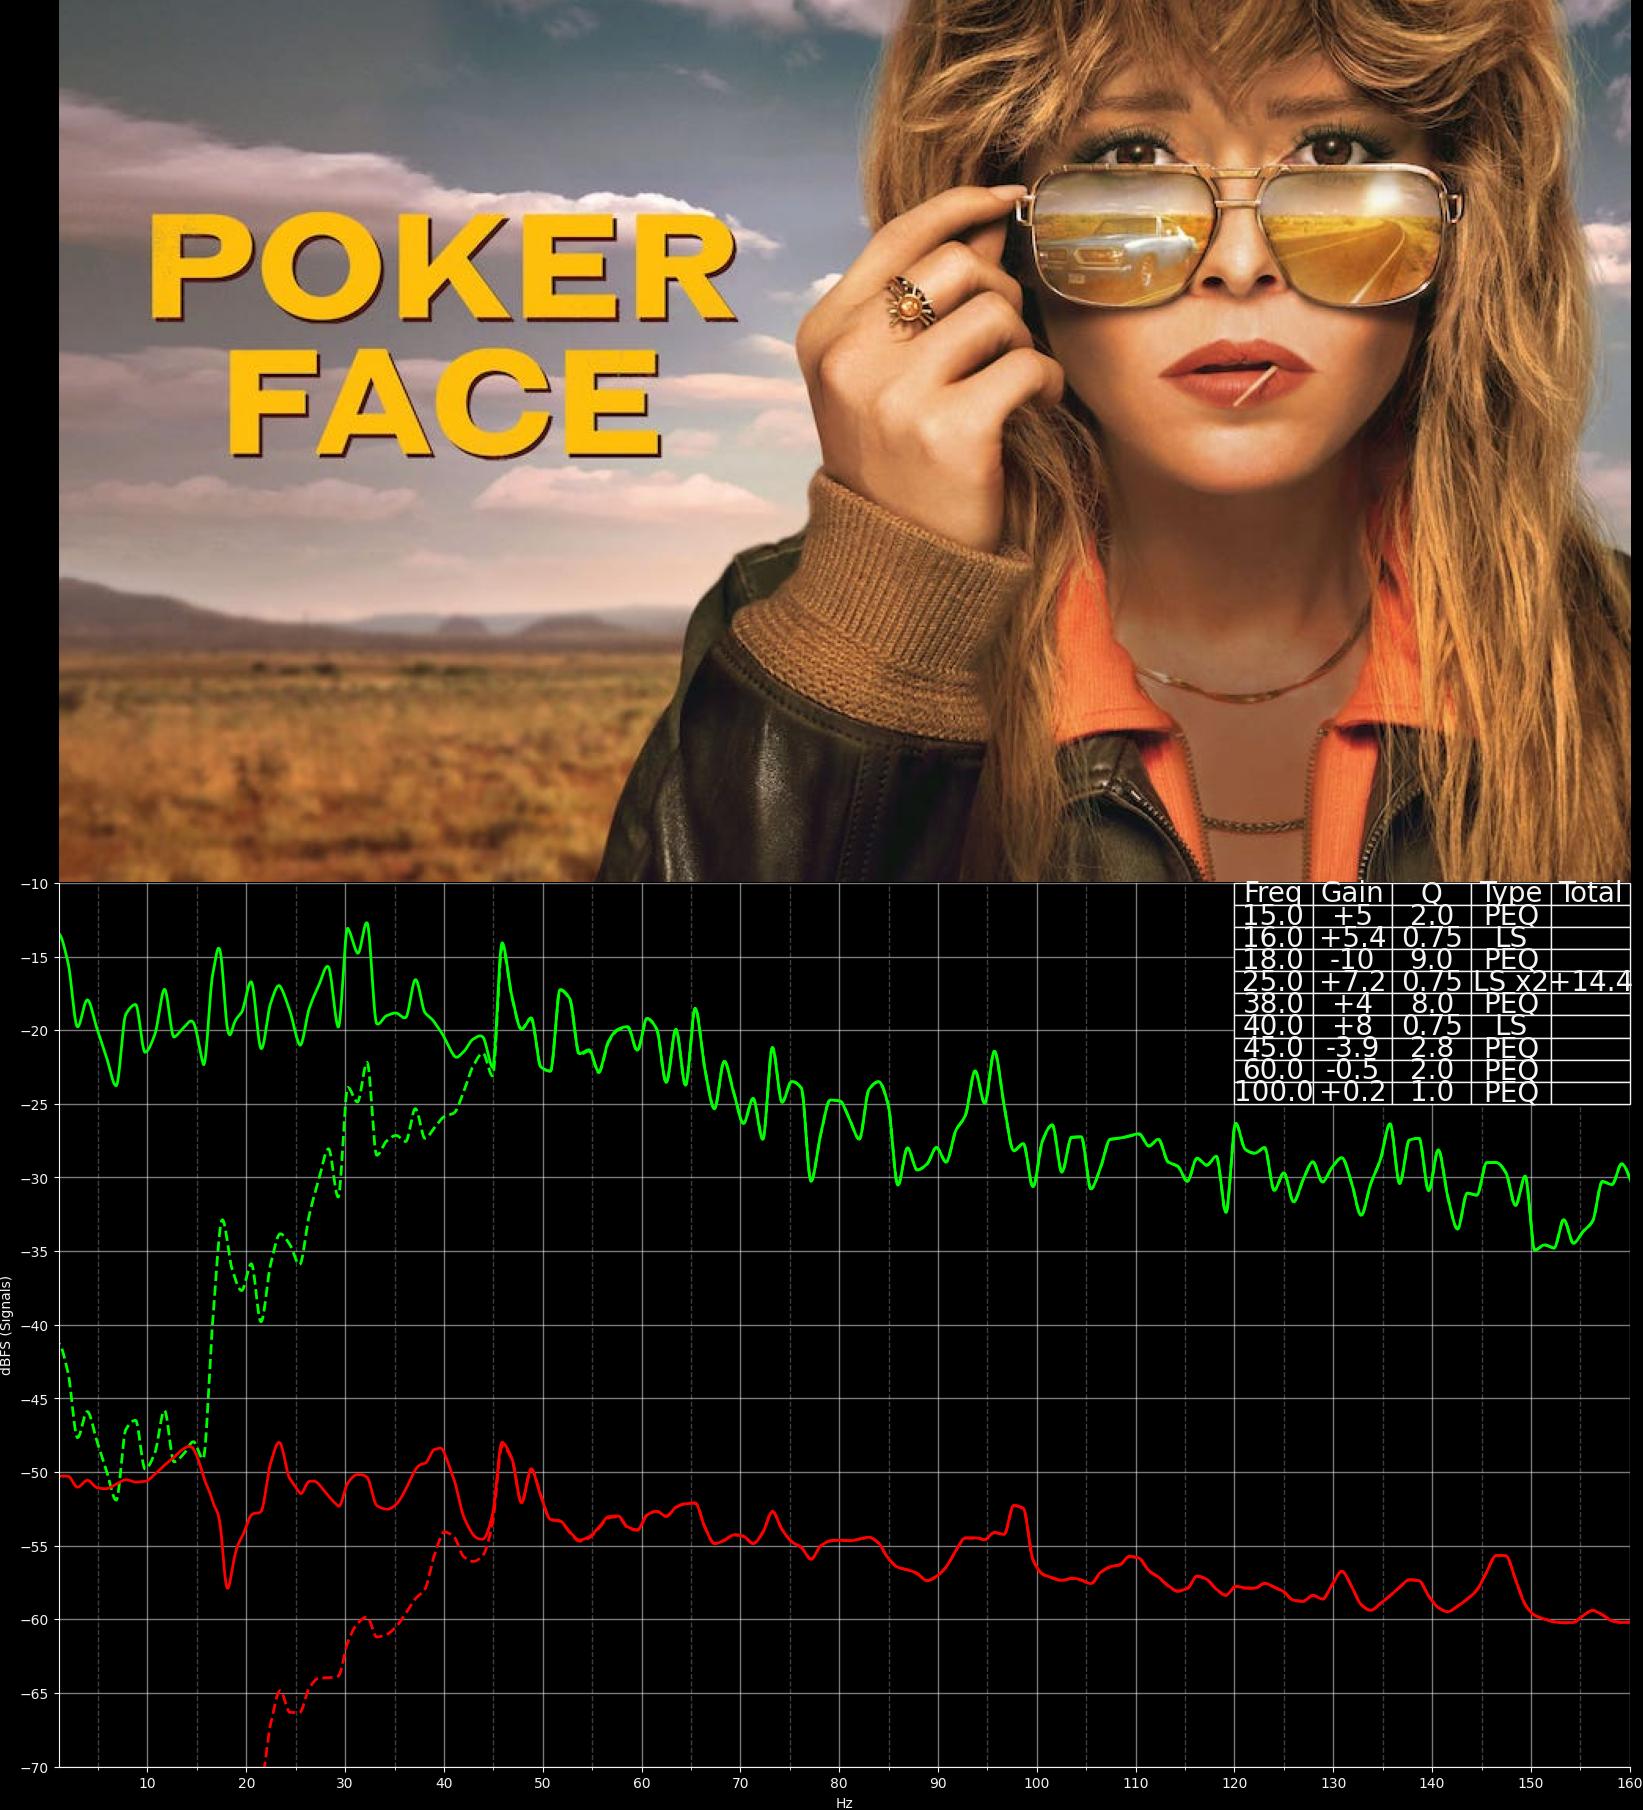 POKER
FACE
Freq Gain Q Type Total
15.0 +5 2.0 PEQ
16.0 +5.4 0.75 LS
18.0 -10 9.0 PEQ
25.0 +7.2 0.75 LS x2 +14.4
38.0 +4 8.0 PEQ
40.0 +8 0.75 LS
45.0 -3.9 2.8 PEQ
60.0 -0.5 2.0 PEQ
100.0 +0.2 1.0 PEQ
−10
−15
−20
−25
−30
−35
−40
−45
−50
−55
−60
−65
−70
dBFS (Signals)
10 20 30 40 50 60 70 80 90 100 110 120 130 140 150 160
Hz